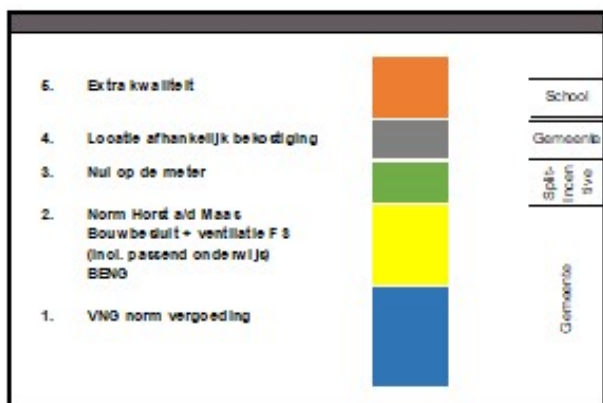 5. Extra kwaliteit
School
4. Locatie afhankelijk bekostiging
Gemeente
3. Nul op de meter
Split-
incen
tive
2. Norm Horst a/d Maas
Bouwbesluit + ventilatie F S
(incl. passend onderwijs)
BENG
1. VNG norm vergoeding
Gemeente